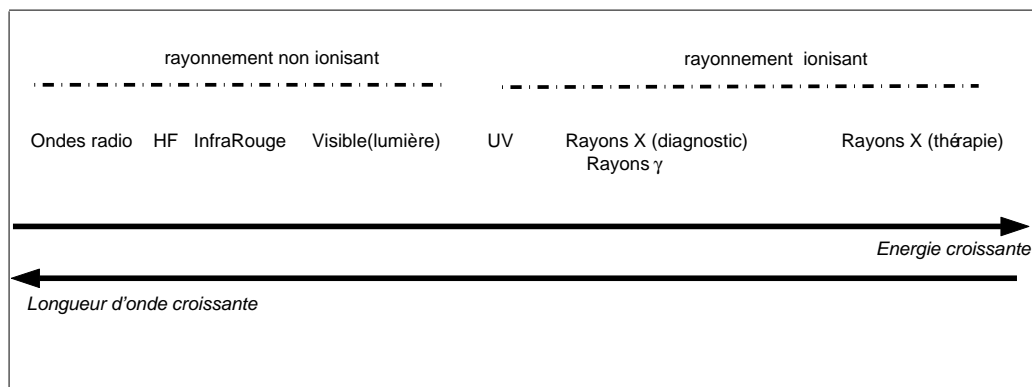 rayonnement non ionisant rayonnement ionisant
Ondes radio HF InfraRouge Visible(lumière) UV Rayons X (diagnostic) Rayons X (thérapie)
Rayons γ
Energie croissante
Longueur d'onde croissante